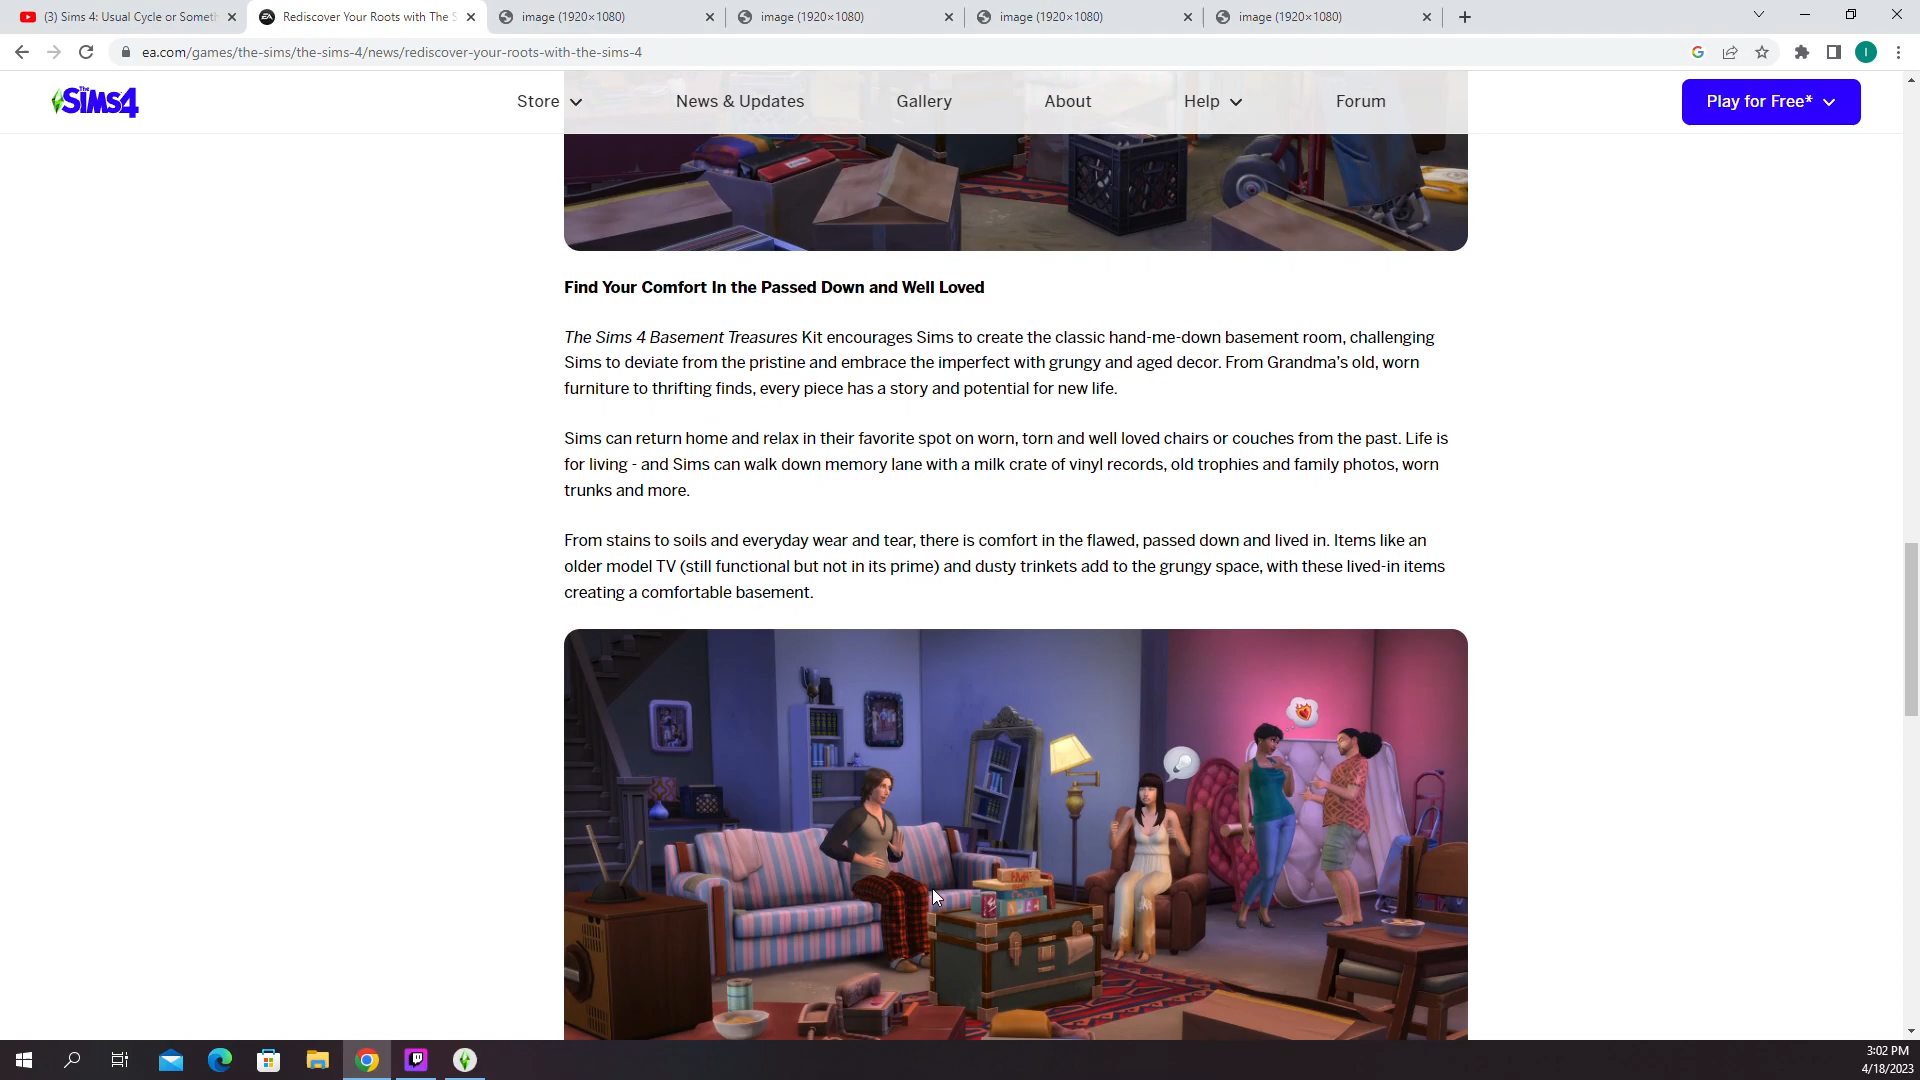 (3) Sims 4: Usual Cycle or Someth
Rediscover Your Roots with The S
image (1920×1080)
image (1920×1080)
image (1920×1080)
image (1920×1080)
ea.com/games/the-sims/the-sims-4/news/rediscover-your-roots-with-the-sims-4
The SIMS4
Store
News & Updates
Gallery
About
Help
Forum
Play for Free*
Find Your Comfort In the Passed Down and Well Loved
The Sims 4 Basement Treasures Kit encourages Sims to create the classic hand-me-down basement room, challenging
Sims to deviate from the pristine and embrace the imperfect with grungy and aged decor. From Grandma's old, worn
furniture to thrifting finds, every piece has a story and potential for new life.
Sims can return home and relax in their favorite spot on worn, torn and well loved chairs or couches from the past. Life is
for living - and Sims can walk down memory lane with a milk crate of vinyl records, old trophies and family photos, worn
trunks and more.
From stains to soils and everyday wear and tear, there is comfort in the flawed, passed down and lived in. Items like an
older model TV (still functional but not in its prime) and dusty trinkets add to the grungy space, with these lived-in items
creating a comfortable basement.
3:02 PM
4/18/2023